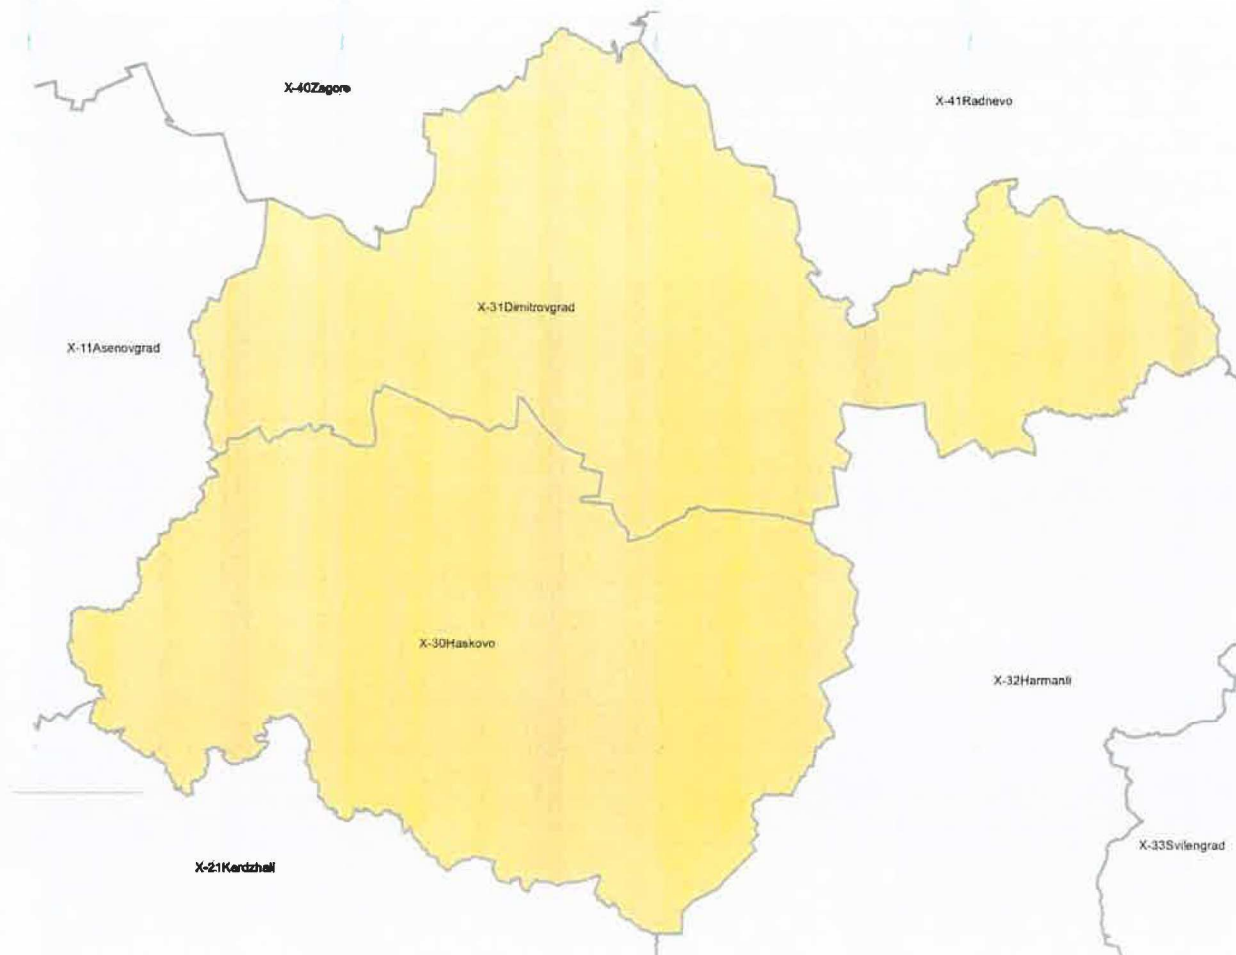 X-40Zagore
X-41Radnevo
X-31Dimitrovgrad
X-11Asenovgrad
X-30Haskovo
X-32Harmanli
X-33Svilengrad
X-21Kardzhali